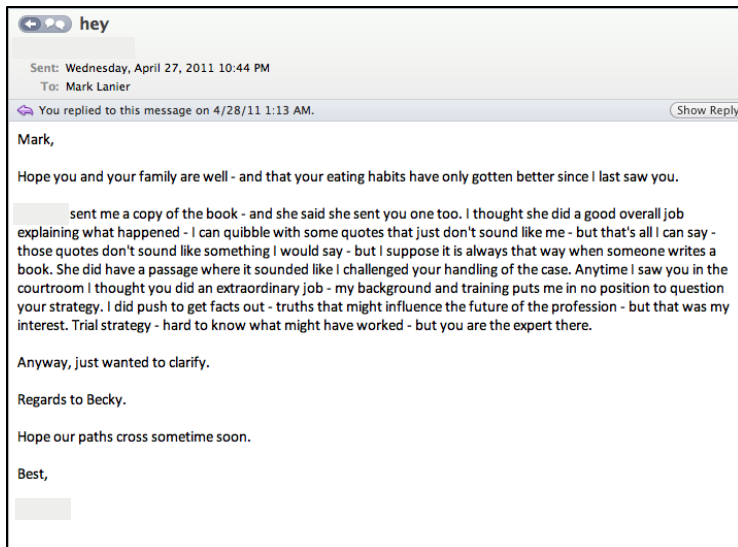 hey
Sent: Wednesday, April 27, 2011 10:44 PM
To: Mark Lanier
You replied to this message on 4/28/11 1:13 AM.
Show Reply
Mark,
Hope you and your family are well - and that your eating habits have only gotten better since I last saw you.
sent me a copy of the book - and she said she sent you one too. I thought she did a good overall job
explaining what happened - I can quibble with some quotes that just don't sound like me - but that's all I can say -
those quotes don't sound like something I would say - but I suppose it is always that way when someone writes a
book. She did have a passage where it sounded like I challenged your handling of the case. Anytime I saw you in the
courtroom I thought you did an extraordinary job - my background and training puts me in no position to question
your strategy. I did push to get facts out - truths that might influence the future of the profession - but that was my
interest. Trial strategy - hard to know what might have worked - but you are the expert there.
Anyway, just wanted to clarify.
Regards to Becky.
Hope our paths cross sometime soon.
Best,